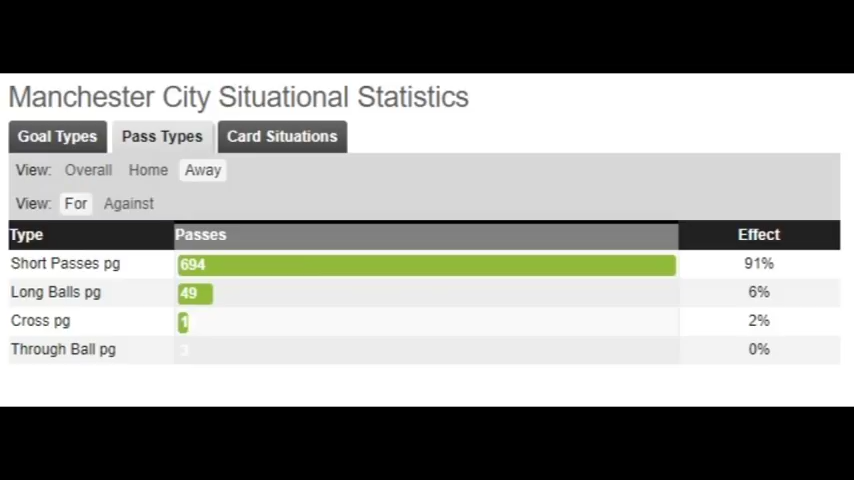 Manchester City Situational Statistics
Goal Types Pass Types Card Situations
View: Overall Home Away
View: For Against
Type Passes Effect
Short Passes pg 694 91%
Long Balls pg 49 6%
Cross pg 2%
Through Ball pg 3 0%